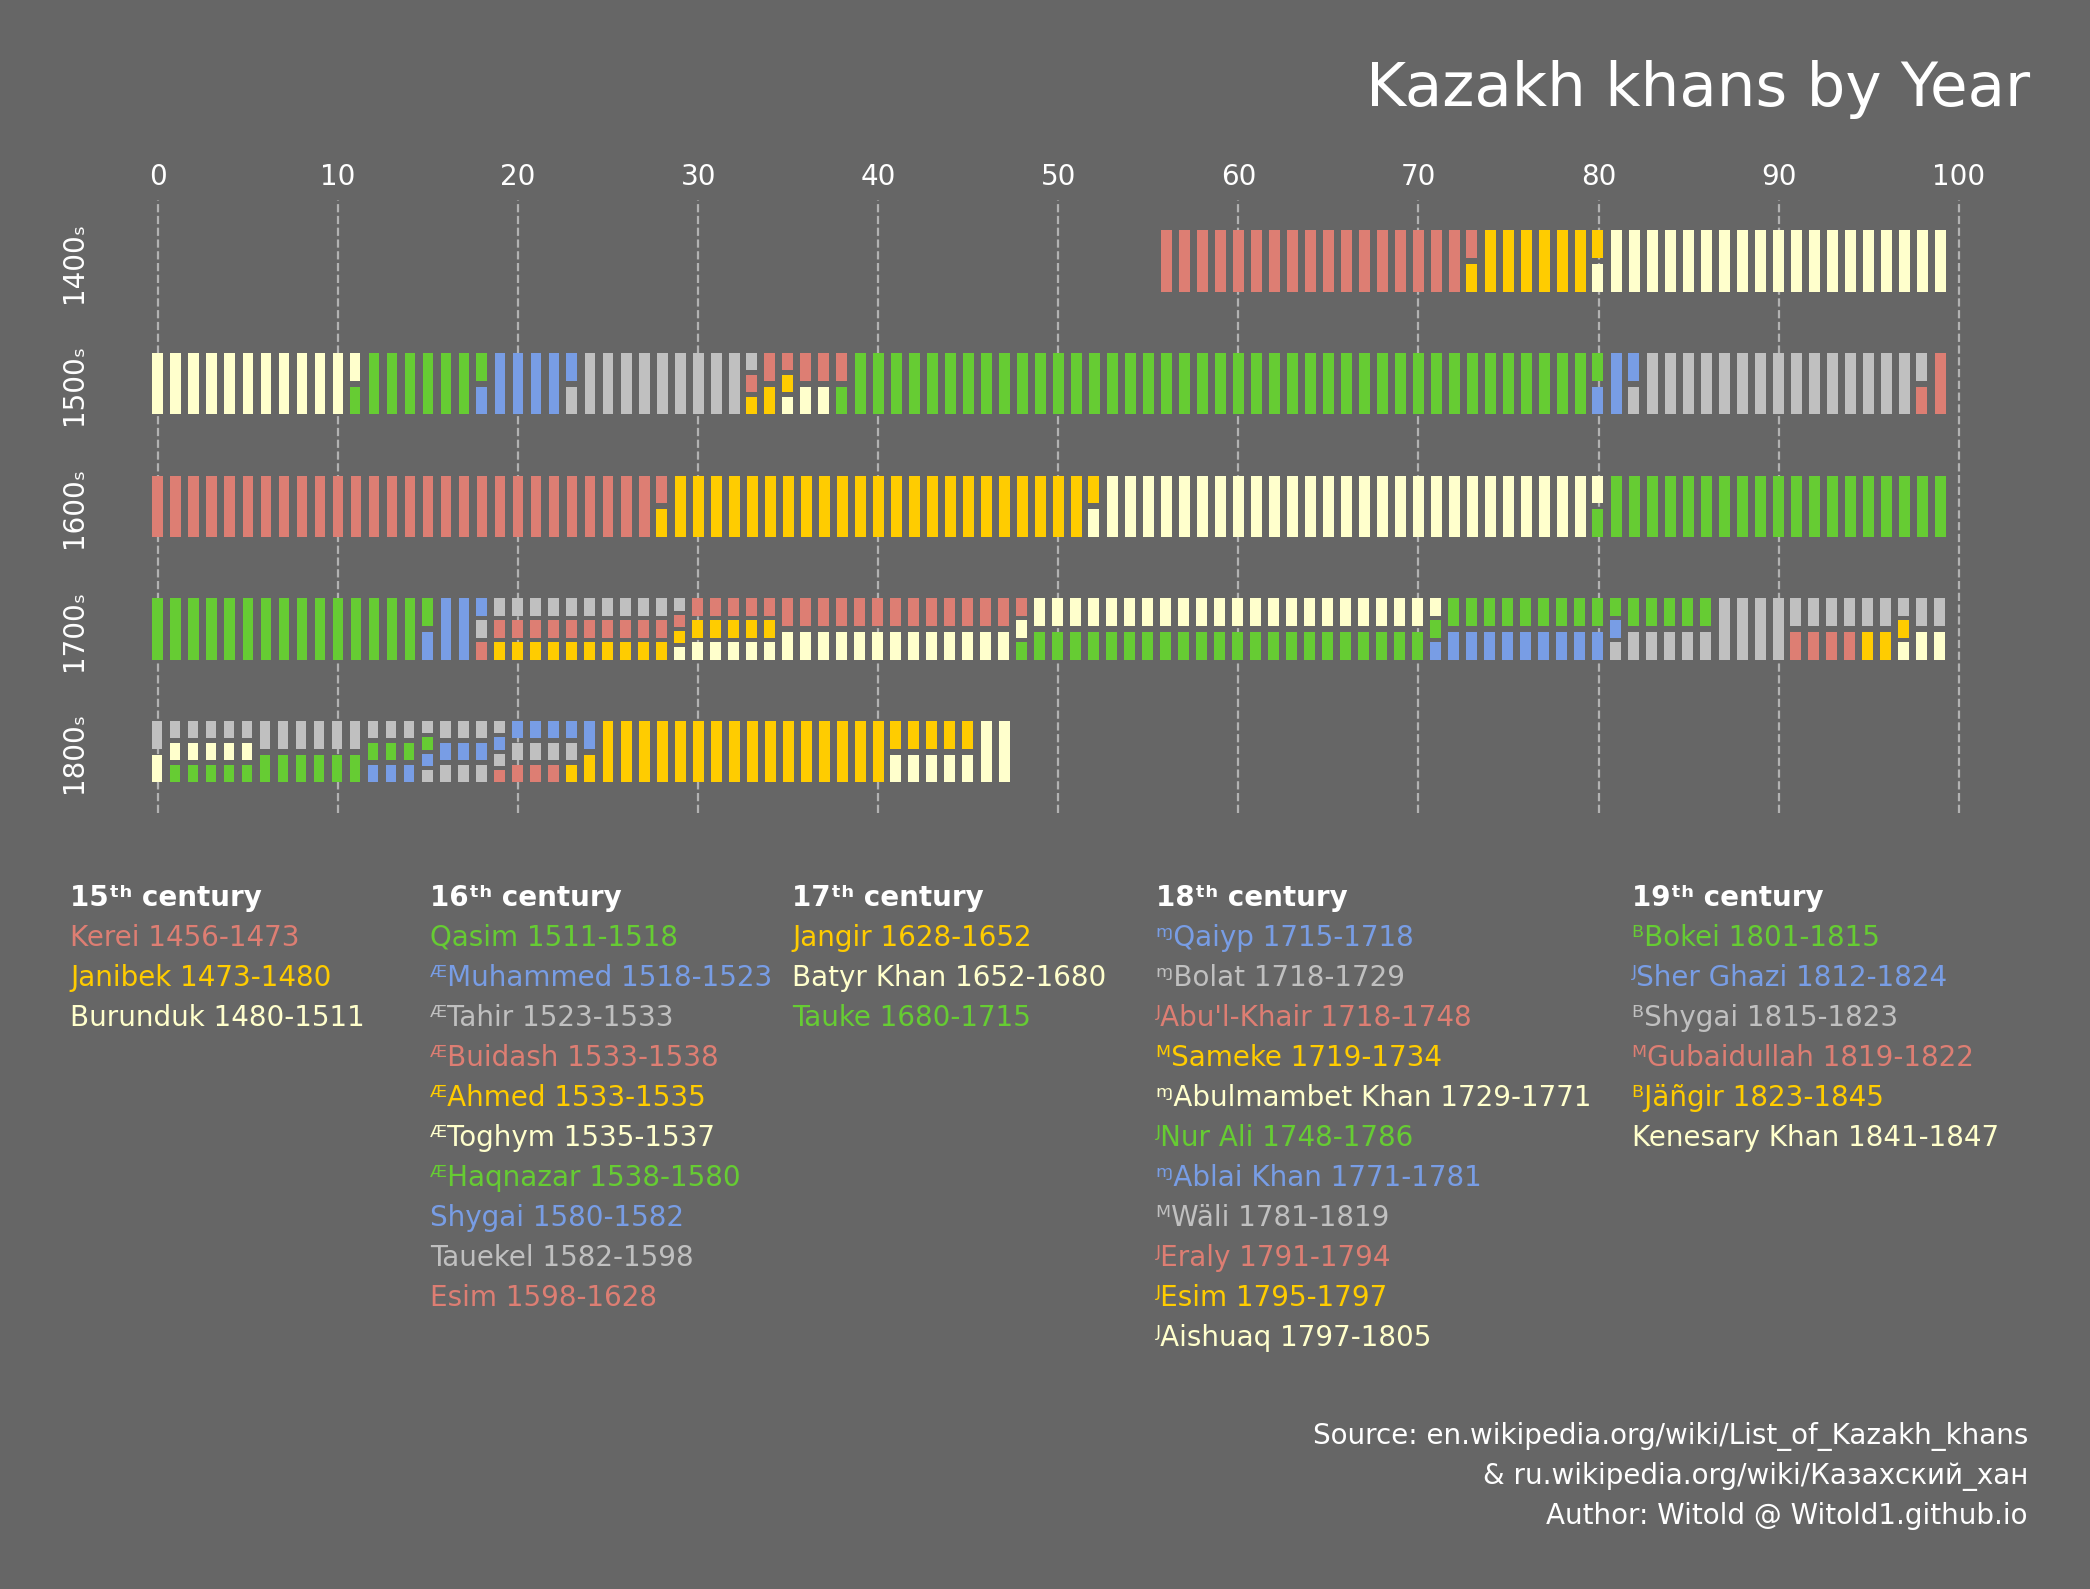 Kazakh khans by Year
0 10 20 30 40 50 60 70 80 90 100
1400ₛ
1500ₛ
1600ₛ
1700ₛ
1800ₛ
15ᵗʰ century
Kerei 1456-1473
Janibek 1473-1480
Burunduk 1480-1511
16ᵗʰ century
Qasim 1511-1518
ᴭMuhammed 1518-1523
ᴭTahir 1523-1533
ᴭBuidash 1533-1538
ᴭAhmed 1533-1535
ᴭToghym 1535-1537
ᴭHaqnazar 1538-1580
Shygai 1580-1582
Tauekel 1582-1598
Esim 1598-1628
17ᵗʰ century
Jangir 1628-1652
Batyr Khan 1652-1680
Tauke 1680-1715
18ᵗʰ century
ᶬQaiyp 1715-1718
ᶬBolat 1718-1729
ᴶAbu'l-Khair 1718-1748
ᴹSameke 1719-1734
ᶬAbulmambet Khan 1729-1771
ᴶNur Ali 1748-1786
ᶬAblai Khan 1771-1781
ᴹWäli 1781-1819
ᴶEraly 1791-1794
ᴶEsim 1795-1797
ᴶAishuaq 1797-1805
19ᵗʰ century
ᴮBokei 1801-1815
ᴶSher Ghazi 1812-1824
ᴮShygai 1815-1823
ᴹGubaidullah 1819-1822
ᴮJäñgir 1823-1845
Kenesary Khan 1841-1847
Source: en.wikipedia.org/wiki/List_of_Kazakh_khans
& ru.wikipedia.org/wiki/Казахский_хан
Author: Witold @ Witold1.github.io